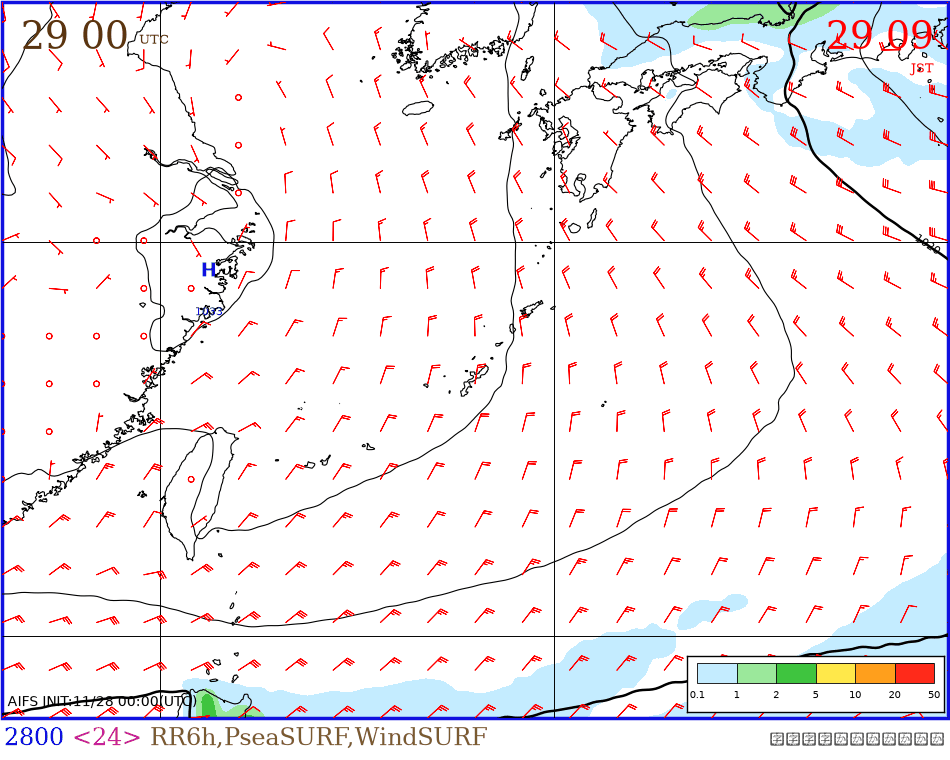 29 00 UTC
29 09 JST
1020
H
1033
AIFS INIT:11/28 00:00(UTC)
0.1 1 2 5 10 20 50
2800 <24> RR6h,PseaSURF,WindSURF